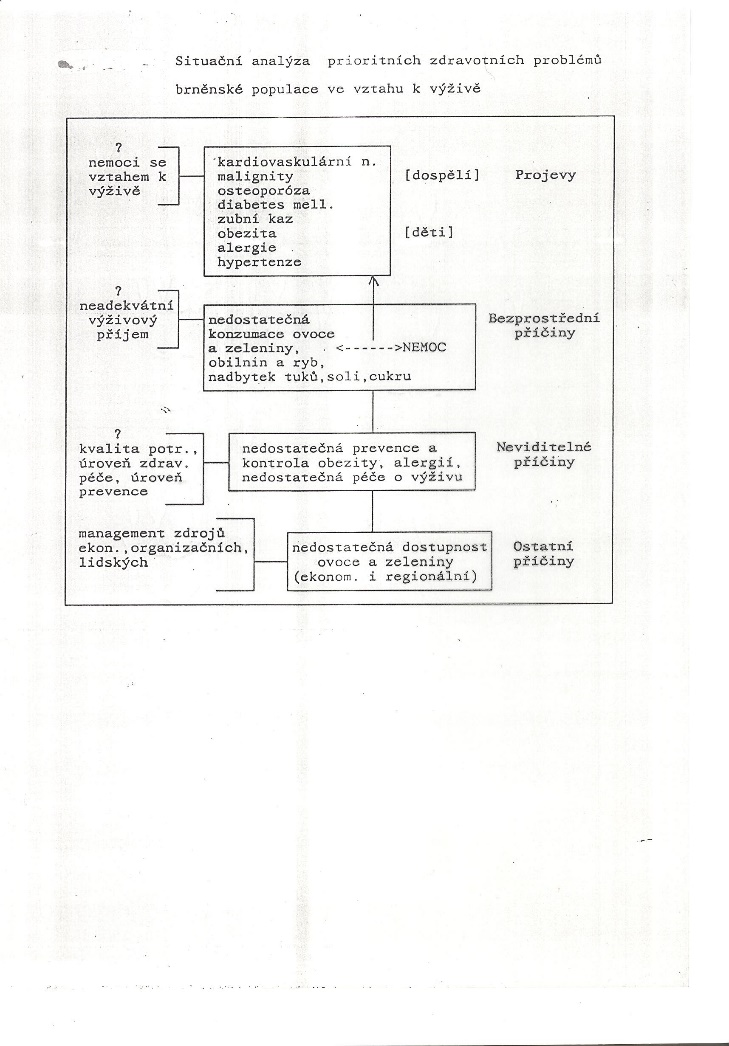 Situační analýza prioritních zdravotních problémů
brněnské populace ve vztahu k výživě
?
nemoci se
vztahem k
výživě
kardiovaskulární n.
malignity
osteoporóza
diabetes mell.
zubní kaz
obezita
alergie
hypertenze
[dospělí]
[děti]
Projevy
?
neadekvátní
výživový
příjem
nedostatečná
konzumace ovoce
a zeleniny, <------>NEMOC
obilnin a ryb,
nadbytek tuků,soli,cukru
Bezprostřední
příčiny
?
kvalita potr.,
úroveň zdrav.
péče, úroveň
prevence
nedostatečná prevence a
kontrola obezity, alergií,
nedostatečná péče o výživu
Neviditelné
příčiny
management zdrojů
ekon.,organizačních,
lidských
nedostatečná dostupnost
ovoce a zeleniny
(ekonom. i regionální)
Ostatní
příčiny